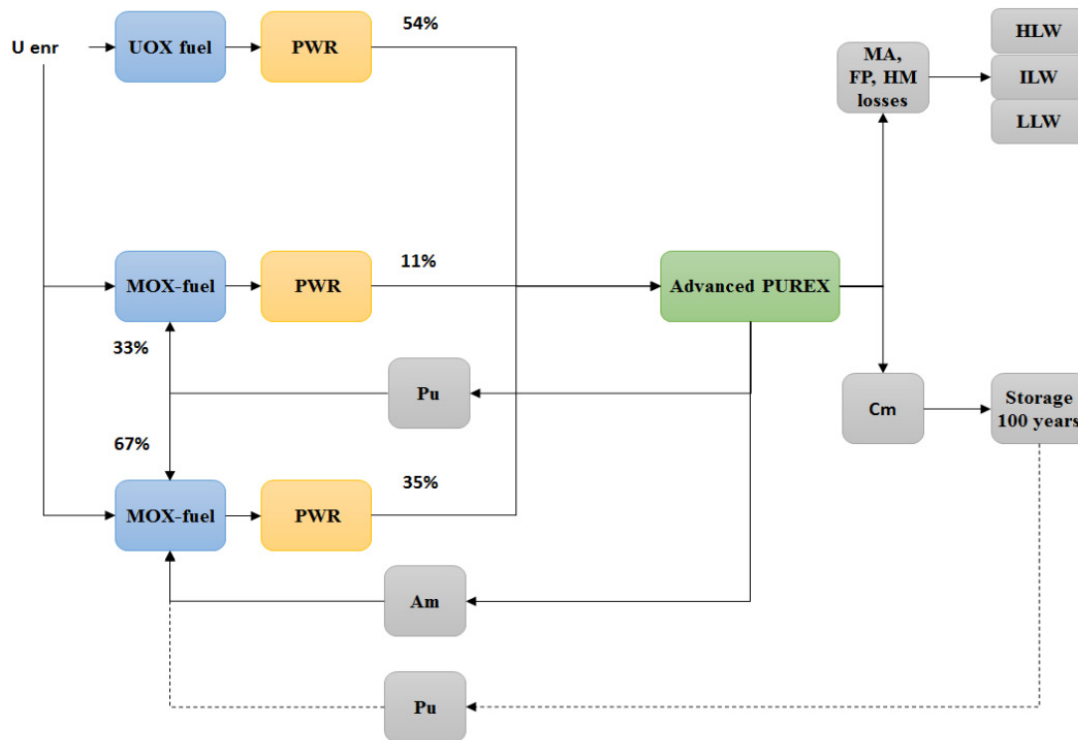 U enr
UOX fuel
PWR
54%
MA,
FP, HM
losses
HLW
ILW
LLW
MOX-fuel
PWR
11%
Advanced PUREX
33%
Pu
Cm
Storage
100 years
67%
MOX-fuel
PWR
35%
Am
Pu